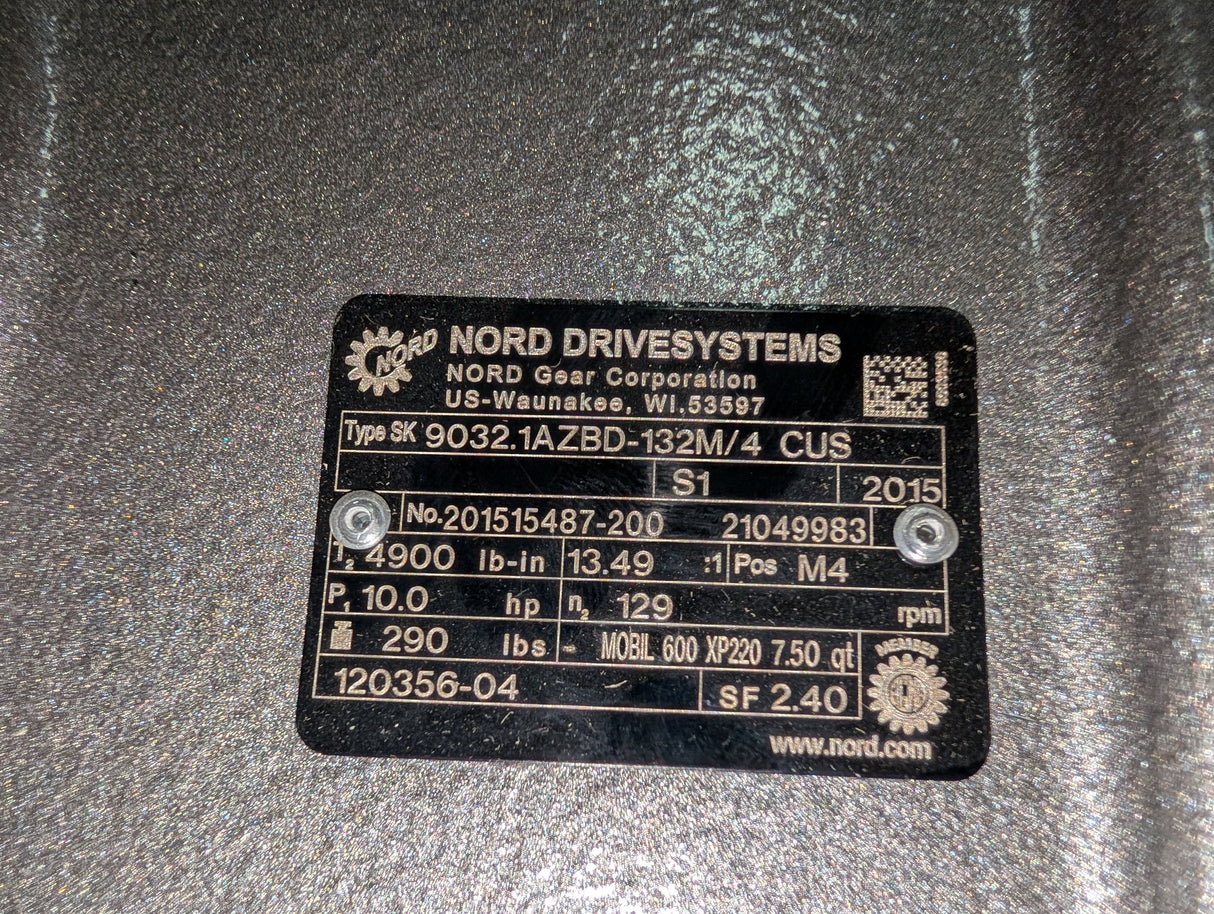 NORD
NORD DRIVESYSTEMS
NORD Gear Corporation
US-Waunakee, WI.53597
Type SK 9032.1AZBD-132M/4 CUS
S1 2015
No.201515487-200 21049983
T₂ 4900 lb-in 13.49 :1 Pos M4
P₁ 10.0 hp n₂ 129 rpm
290 lbs - MOBIL 600 XP220 7.50 qt
MEMBER
120356-04 SF 2.40
www.nord.com